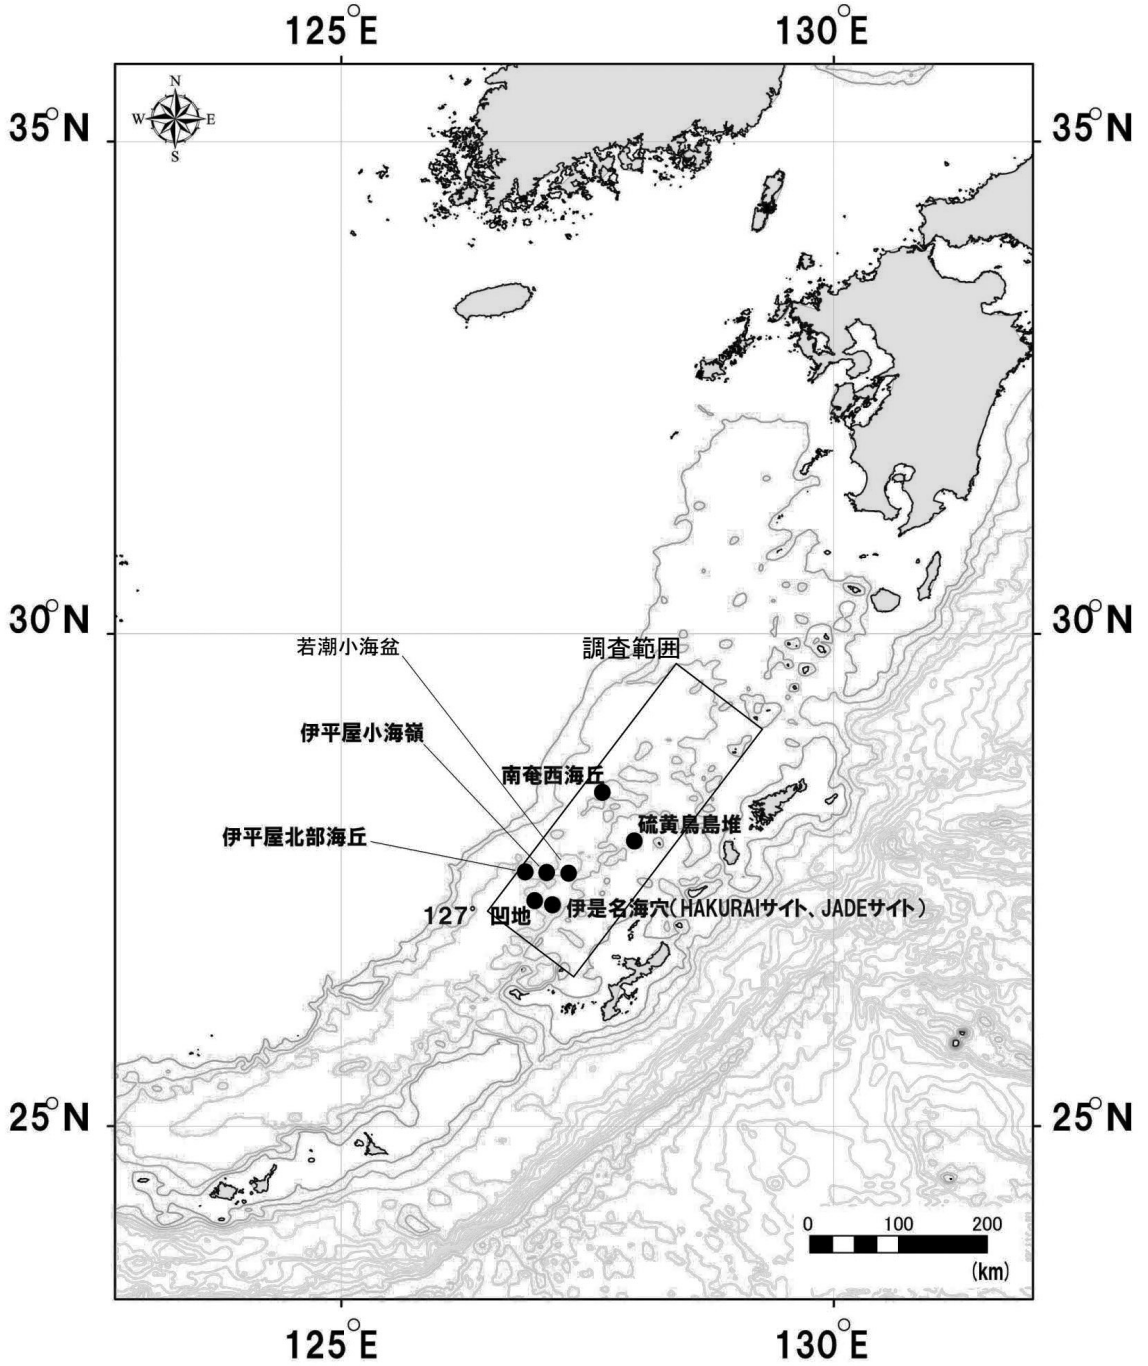 125°E 130°E
N
W E
S
35°N 35°N
30°N 30°N
若潮小海盆
調査範囲
伊平屋小海嶺
南奄西海丘
硫黄鳥島堆
伊平屋北部海丘
127° 凹地
伊是名海穴(HAKURAIサイト、JADEサイト)
25°N 25°N
0 100 200
(km)
125°E 130°E